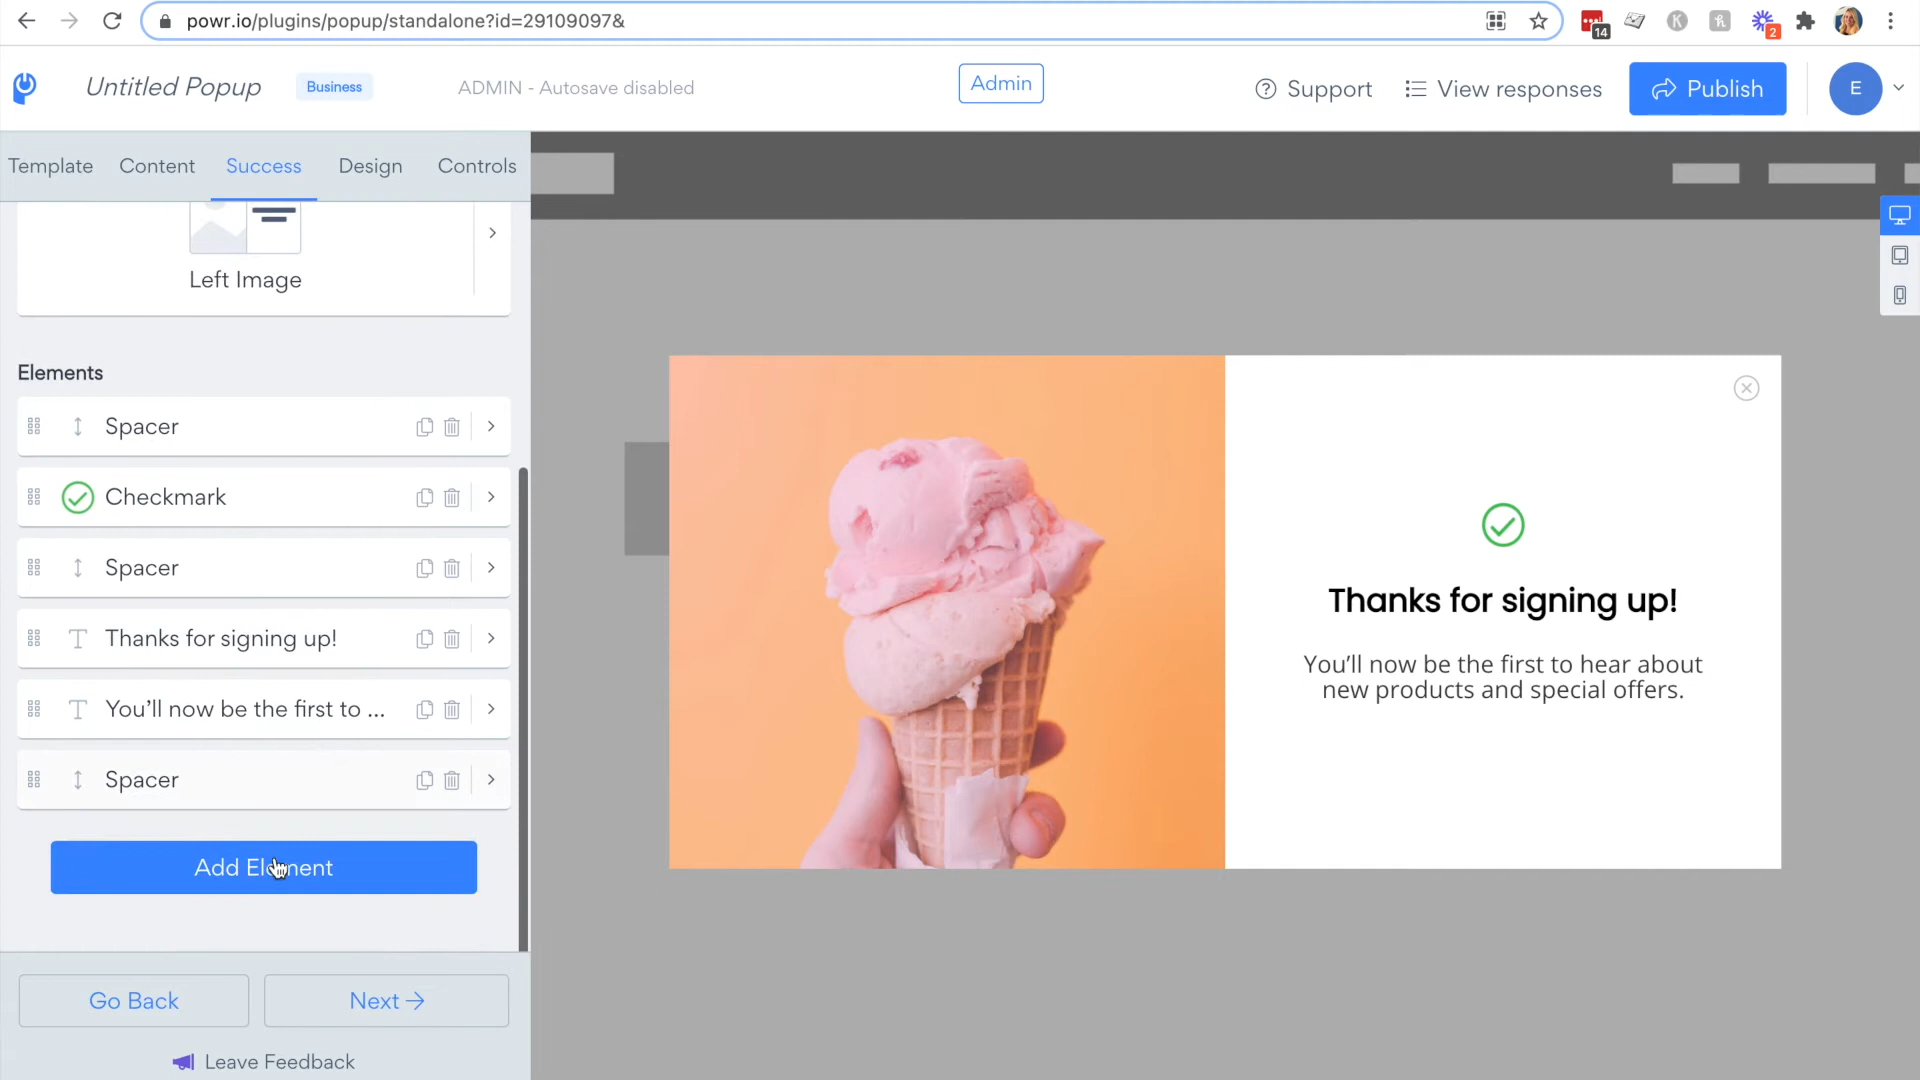 powr.io/plugins/popup/standalone?id=29109097&
14
K
h
2
Untitled Popup
Business
ADMIN - Autosave disabled
Admin
Support
View responses
Publish
E
Template
Content
Success
Design
Controls
Left Image
Elements
Spacer
Checkmark
Spacer
Thanks for signing up!
You'll now be the first to ...
Spacer
Add Element
Go Back
Next →
Leave Feedback
Thanks for signing up!
You'll now be the first to hear about
new products and special offers.